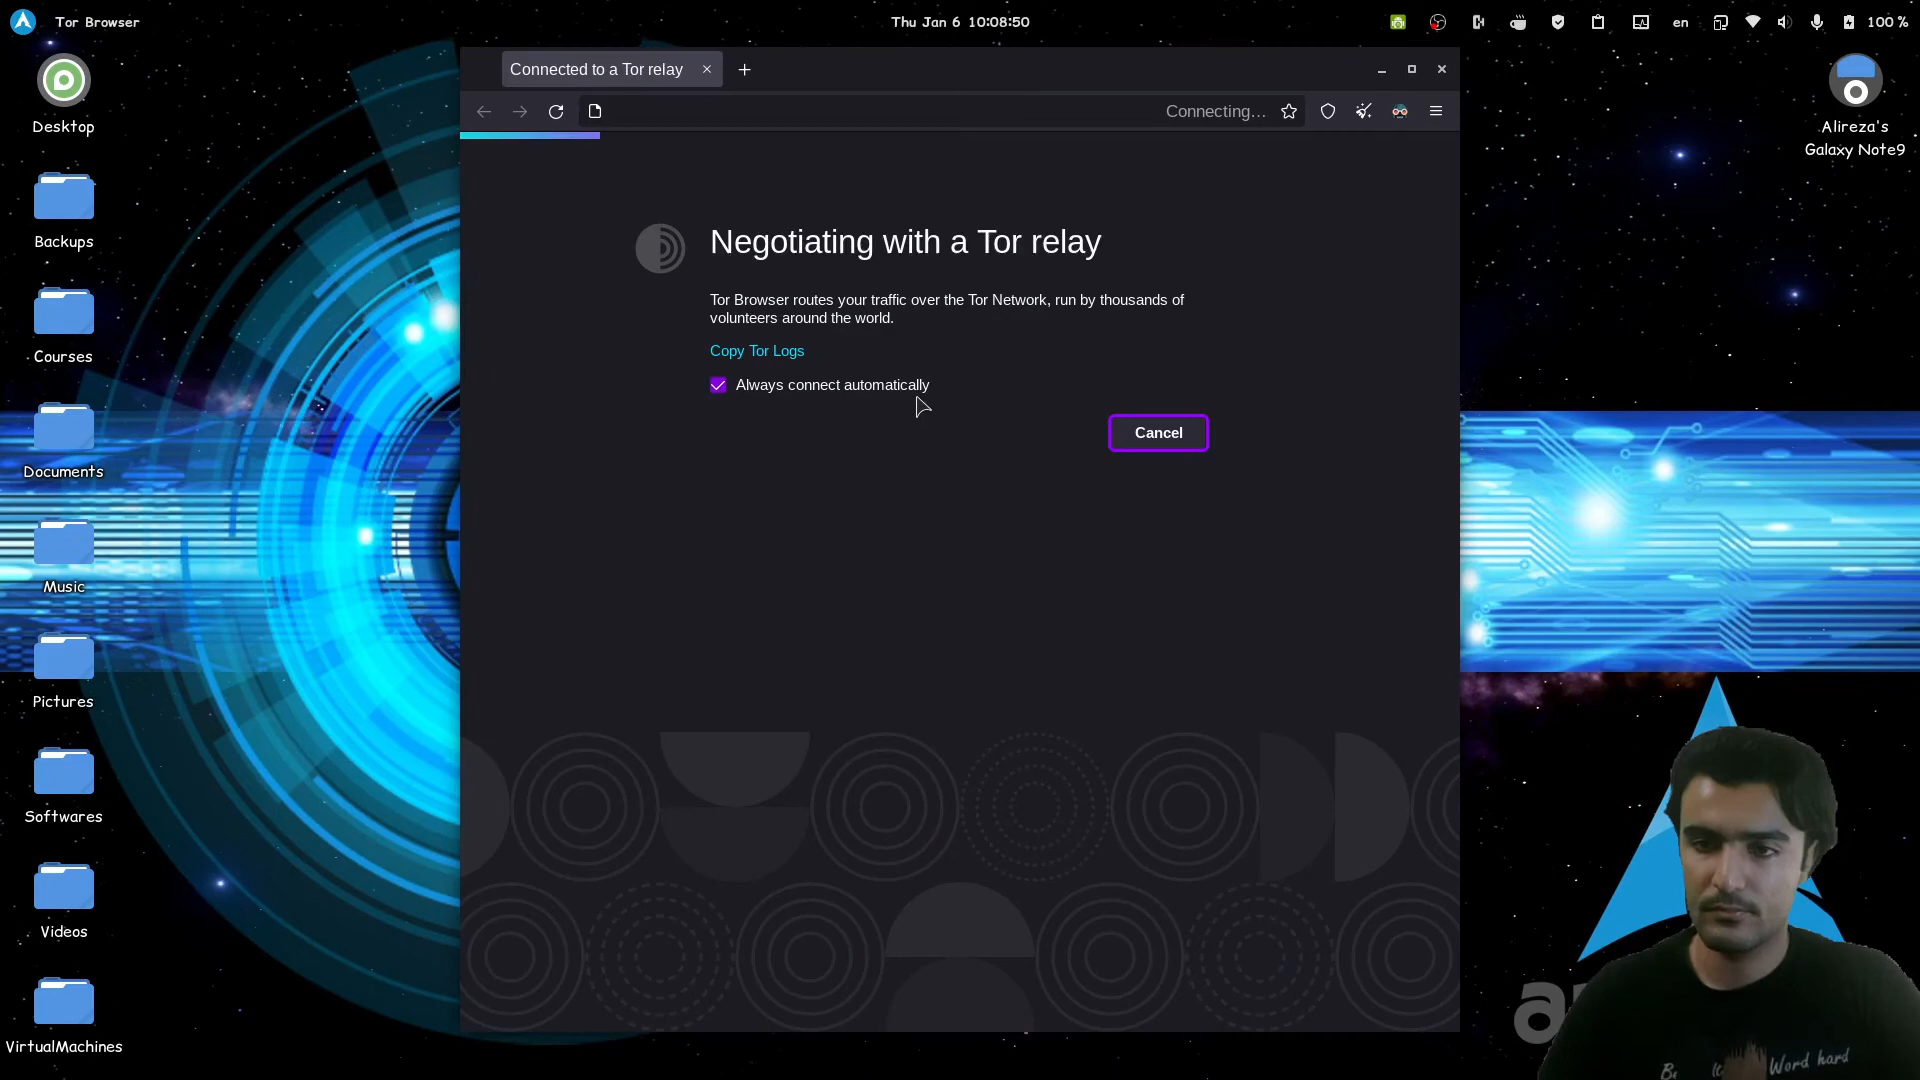 Tor Browser
Thu Jan 6 10:08:50
en
100 %
Connected to a Tor relay
Connecting...
Desktop
Backups
Courses
Documents
Music
Pictures
Softwares
Videos
VirtualMachines
Negotiating with a Tor relay
Tor Browser routes your traffic over the Tor Network, run by thousands of
volunteers around the world.
Copy Tor Logs
Always connect automatically
Cancel
Alireza's
Galaxy Note9
Word hard